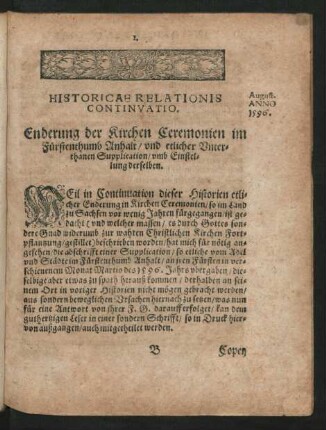 1.
HISTORICAE RELATIONIS
CONTINVATIO.
August.
ANNO
1596.
Enderung der Kirchen Ceremonien im
Fürstenthumb Anhalt / vnd etlicher Vnter-
thanen Supplication / vmb Einstel-
lung derselben.
WEil in Continuation dieser Historien etli-
cher Enderung in Kirchen Ceremonien / so im Land
zu Sachsen vor wenig Jahren fürgegangen / ist ge-
dacht / vnd welcher massen / es durch Gottes son-
dere Gnad widerumb zur wahren Christlichen Kirchen Fort-
pflantzung / gestillet / beschrieben worden / hat mich für nötig an-
gesehen die abschrifft einer Supplication / so etliche vom Adel
vnd Städte im Fürstenthumb Anhalt / an jren Fürsten in ver-
schienenem Monat Martio des 1596. Jahrs vbergaben / die-
selbige aber etwas zu spath herauß kommen / derhalben an sei-
nem Ort in voriger Historien nicht mögen gebracht werden /
auß sondern beweglichen Vrsachen hiernach zu setzen / was nun
für eine Antwort von jhrer F. G. darauff erfolget / kan dem
guthertzigen Leser in einer sondern Schrifft / so in Druck hier-
von außgangen / auch mitgetheilet werden.
B
Copey